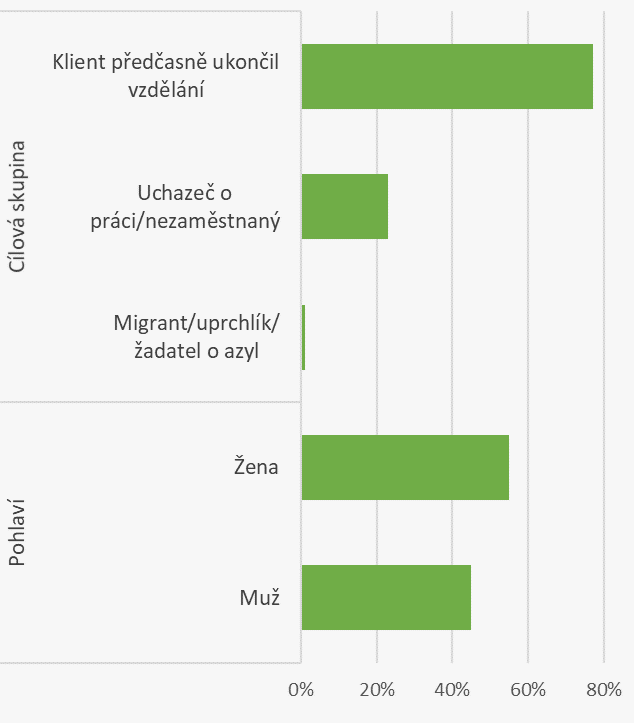 Cílová skupina
Klient předčasně ukončil
vzdělání
Uchazeč o
práci/nezaměstnaný
Migrant/uprchlík/
žadatel o azyl
Pohlaví
Žena
Muž
0% 20% 40% 60% 80%